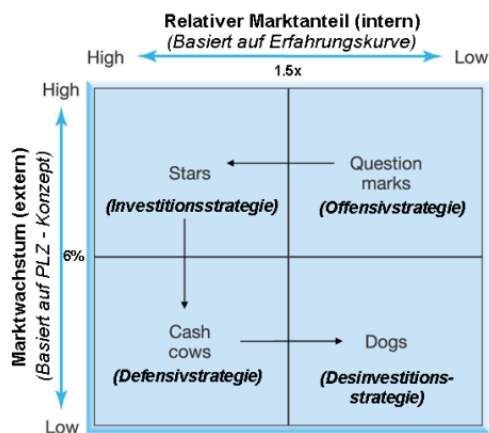 Relativer Marktanteil (intern)
(Basiert auf Erfahrungskurve)
High
Low
1.5x
High
Stars
Question
marks
(Investitionsstrategie)
(Offensivstrategie)
Marktwachstum (extern)
(Basiert auf PLZ - Konzept)
6%
Cash
cows
Dogs
(Defensivstrategie)
(Desinvestitions-
strategie)
Low